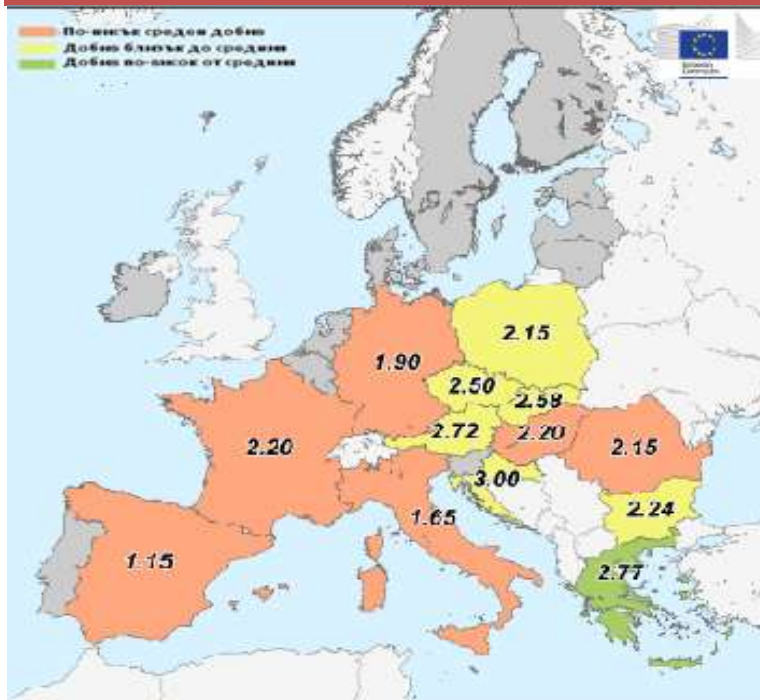 По-нисък среден добив
Добив близък до средния
Добив по-висок от средния
European
Commission
2.15
1.90
2.50
2.58
2.72
2.20
2.20
2.15
3.00
1.65
2.24
1.15
2.77